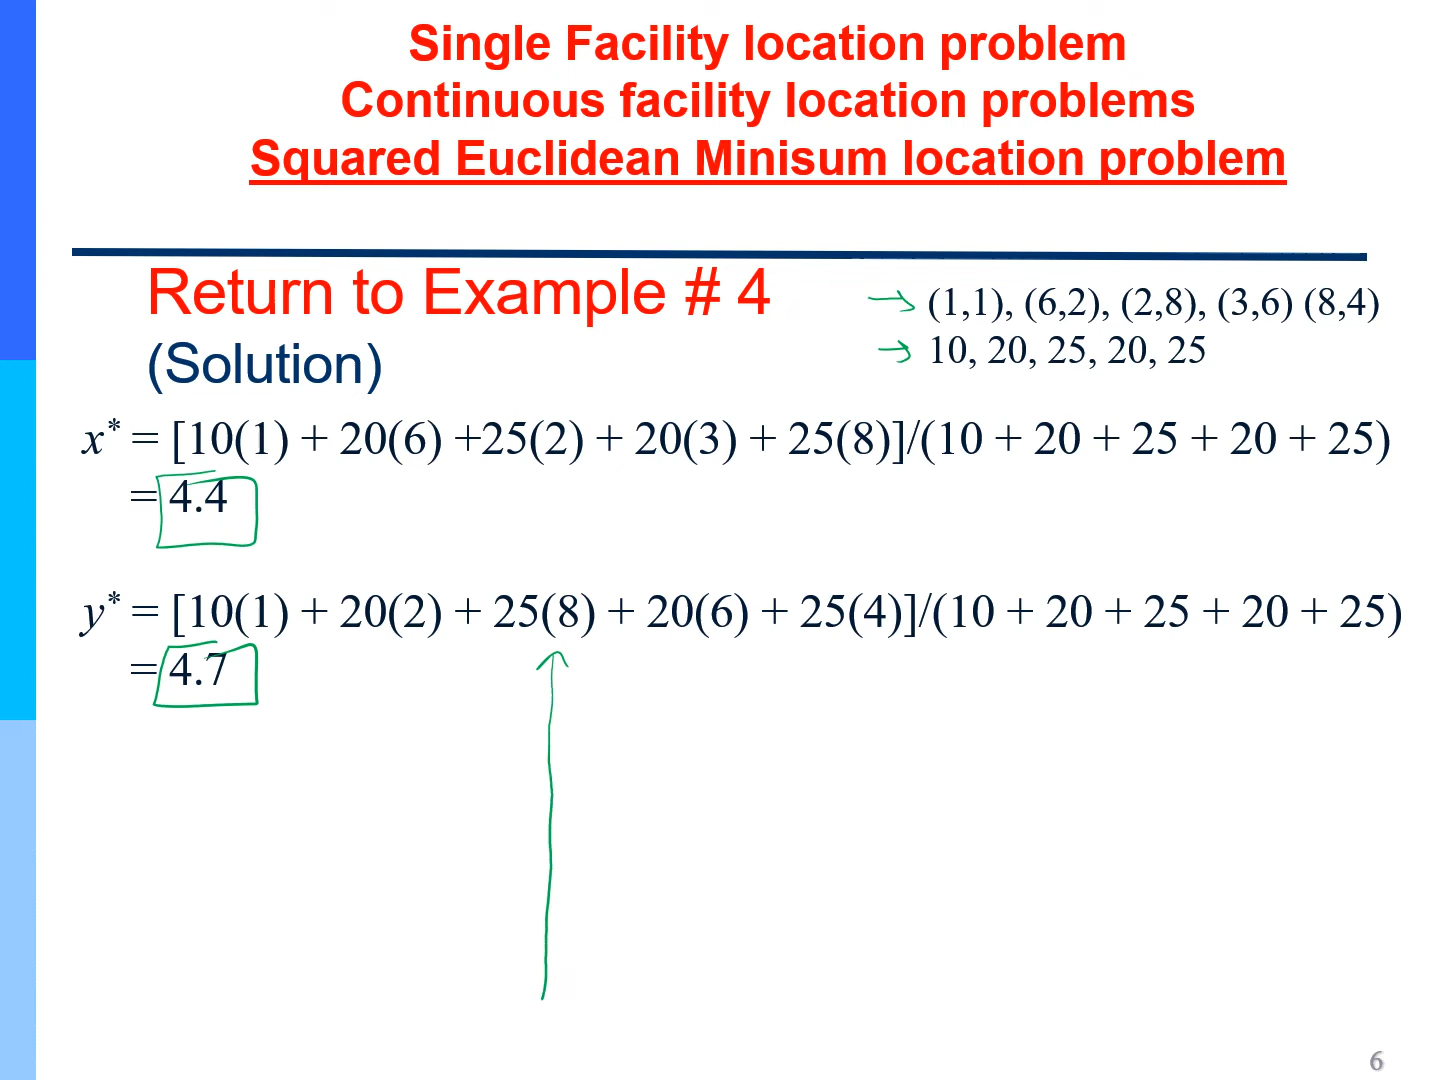 Single Facility location problem
Continuous facility location problems
Squared Euclidean Minisum location problem
Return to Example # 4
(1,1), (6,2), (2,8), (3,6) (8,4)
(Solution)
10, 20, 25, 20, 25
x* = [10(1) + 20(6) +25(2) + 20(3) + 25(8)]/(10 + 20 + 25 + 20 + 25)
= 4.4
y* = [10(1) + 20(2) + 25(8) + 20(6) + 25(4)]/(10 + 20 + 25 + 20 + 25)
= 4.7
6